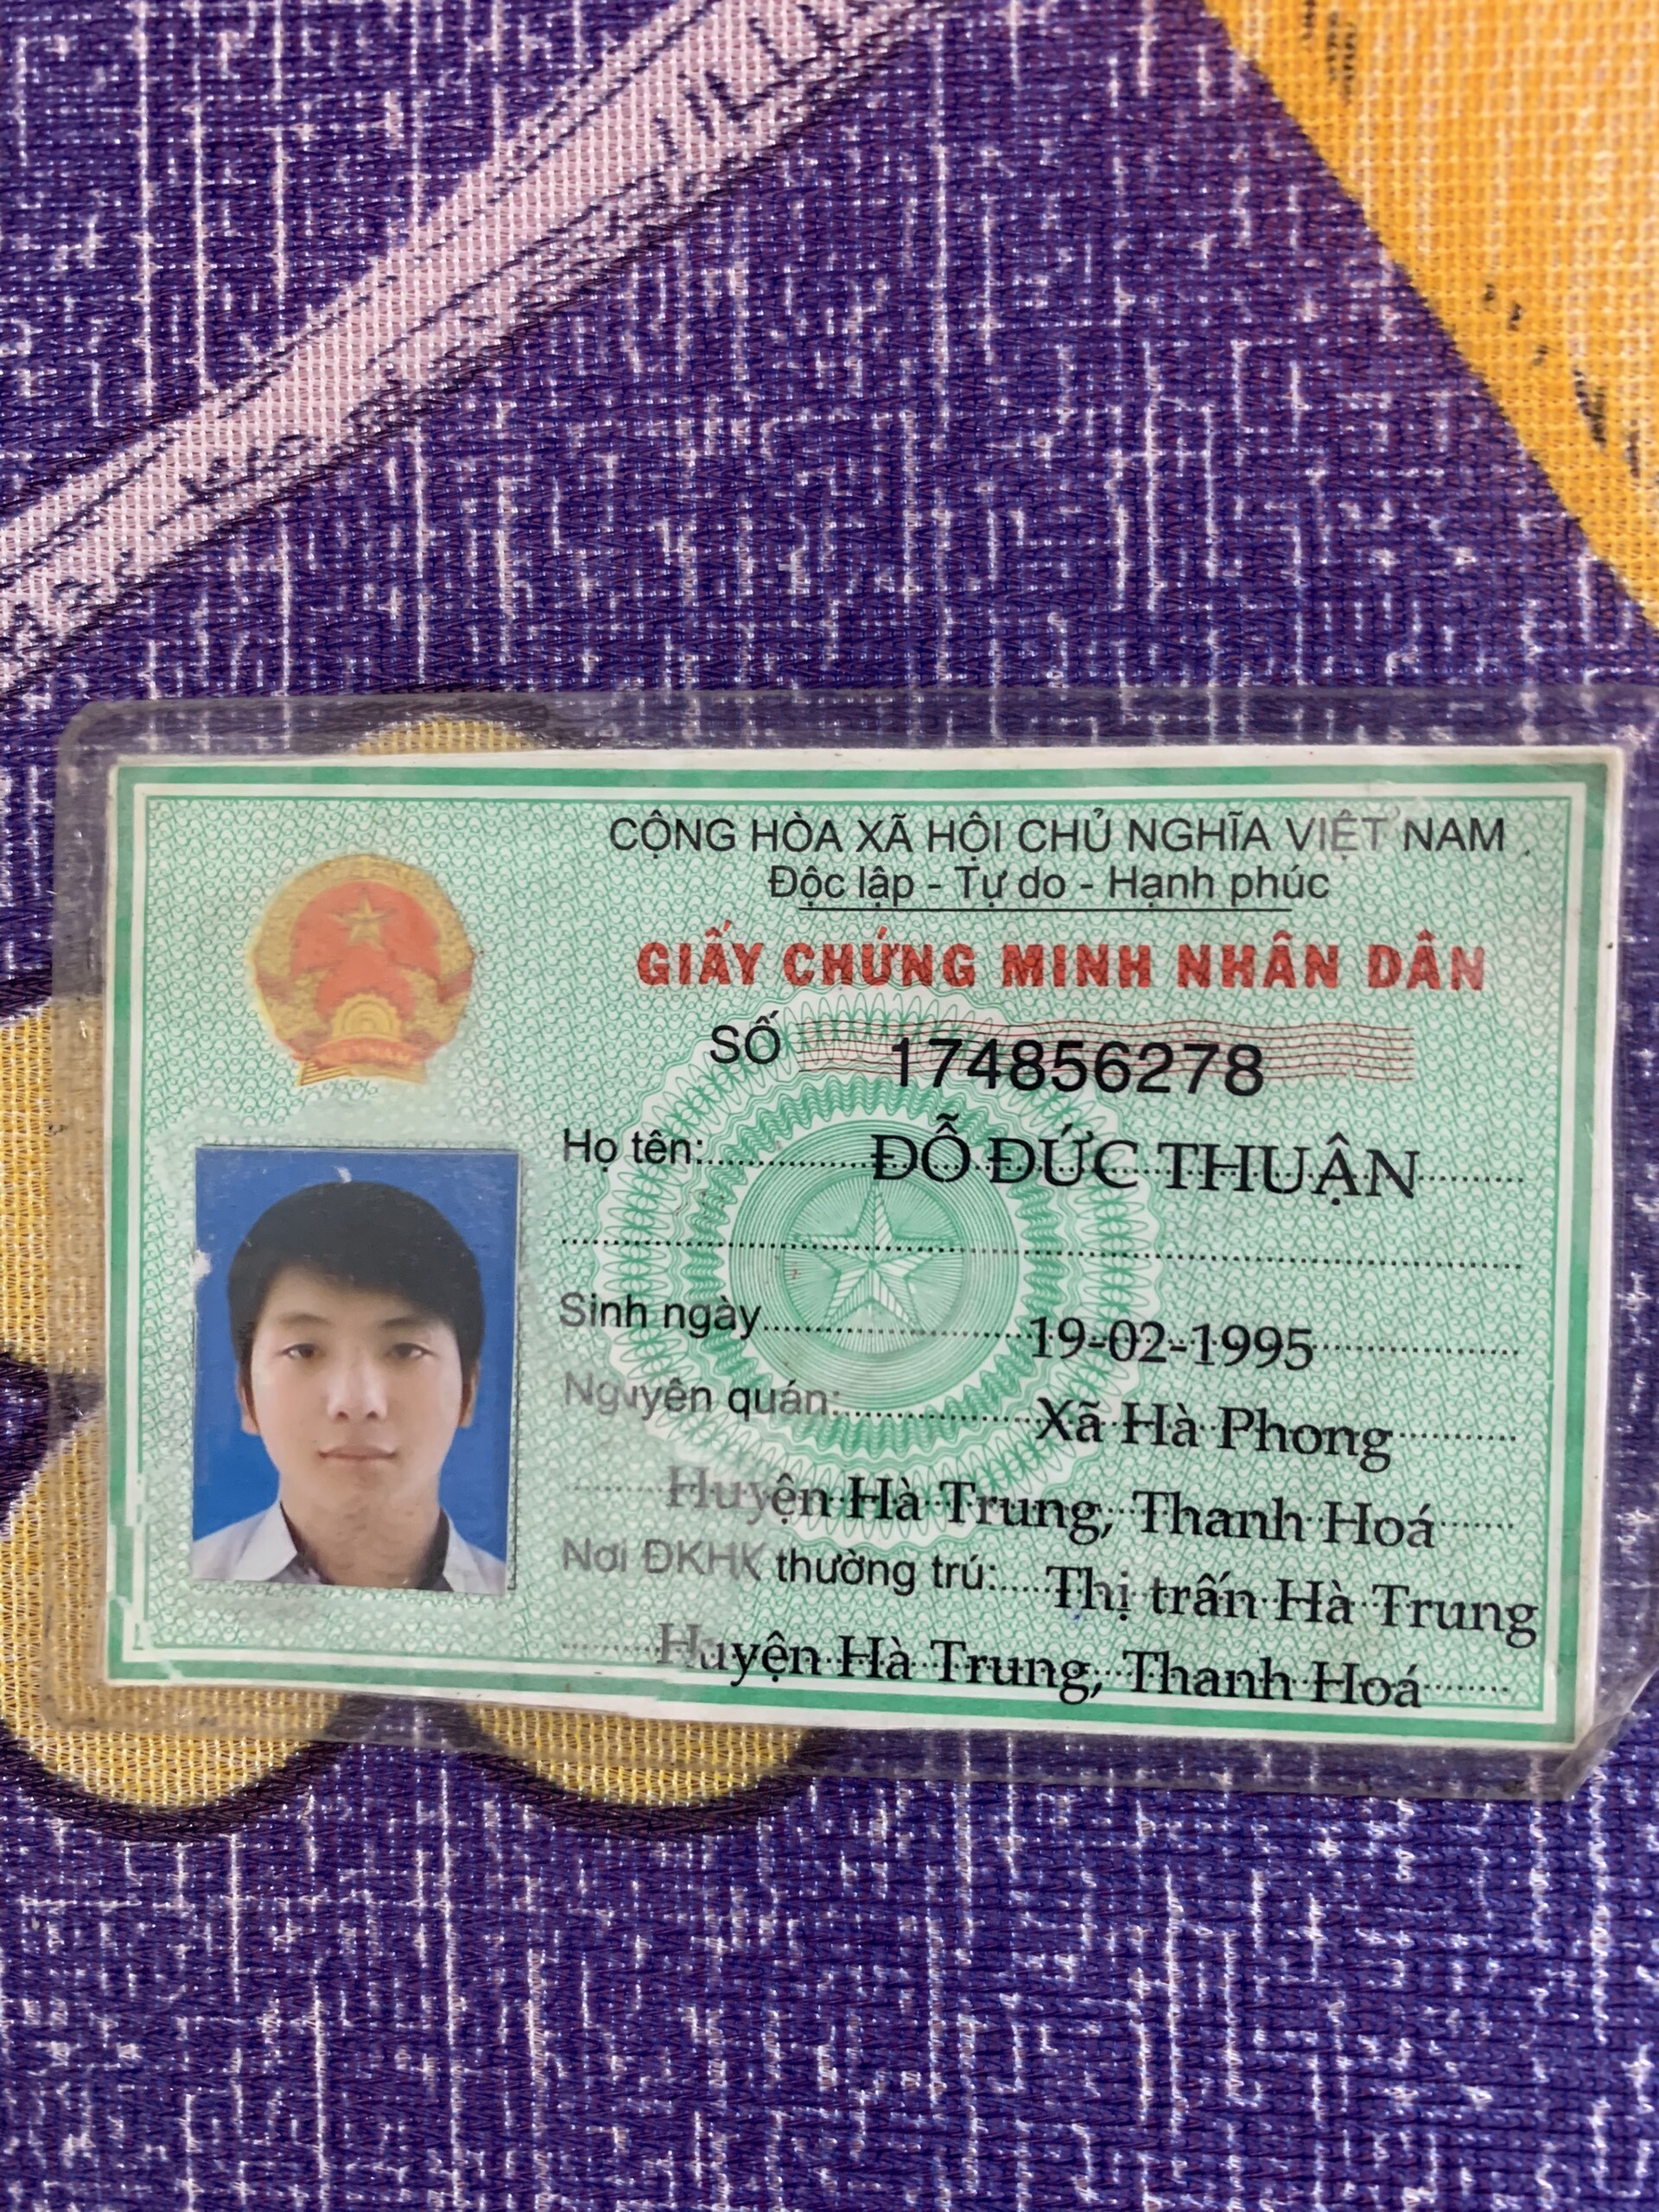 CỘNG HÒA XÃ HỘI CHỦ NGHĨA VIỆT NAM
Độc lập - Tự do - Hạnh phúc
GIẤY CHỨNG MINH NHÂN DÂN
SỐ 174856278
Họ tên: ĐỖ ĐỨC THUẬN
Sinh ngày 19-02-1995
Nguyên quán: Xã Hà Phong
Huyện Hà Trung, Thanh Hoá
Nơi ĐKHK thường trú: Thị trấn Hà Trung
Huyện Hà Trung, Thanh Hoá